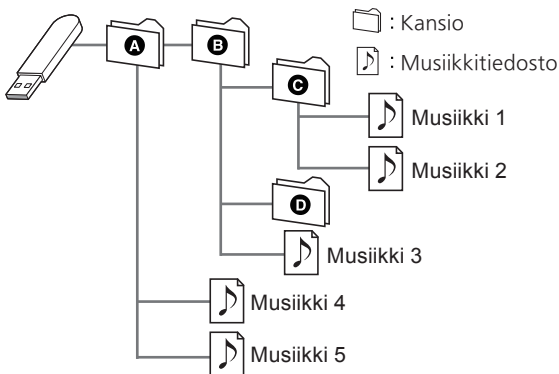 : Kansio
: Musiikkitiedosto
A
B
C
Musiikki 1
Musiikki 2
D
Musiikki 3
Musiikki 4
Musiikki 5